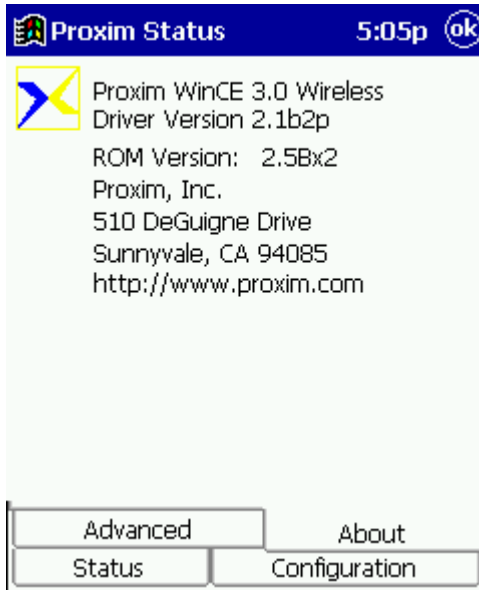 Proxim Status 5:05p ok
Proxim WinCE 3.0 Wireless
Driver Version 2.1b2p
ROM Version: 2.5Bx2
Proxim, Inc.
510 DeGuigne Drive
Sunnyvale, CA 94085
http://www.proxim.com
Advanced About
Status Configuration